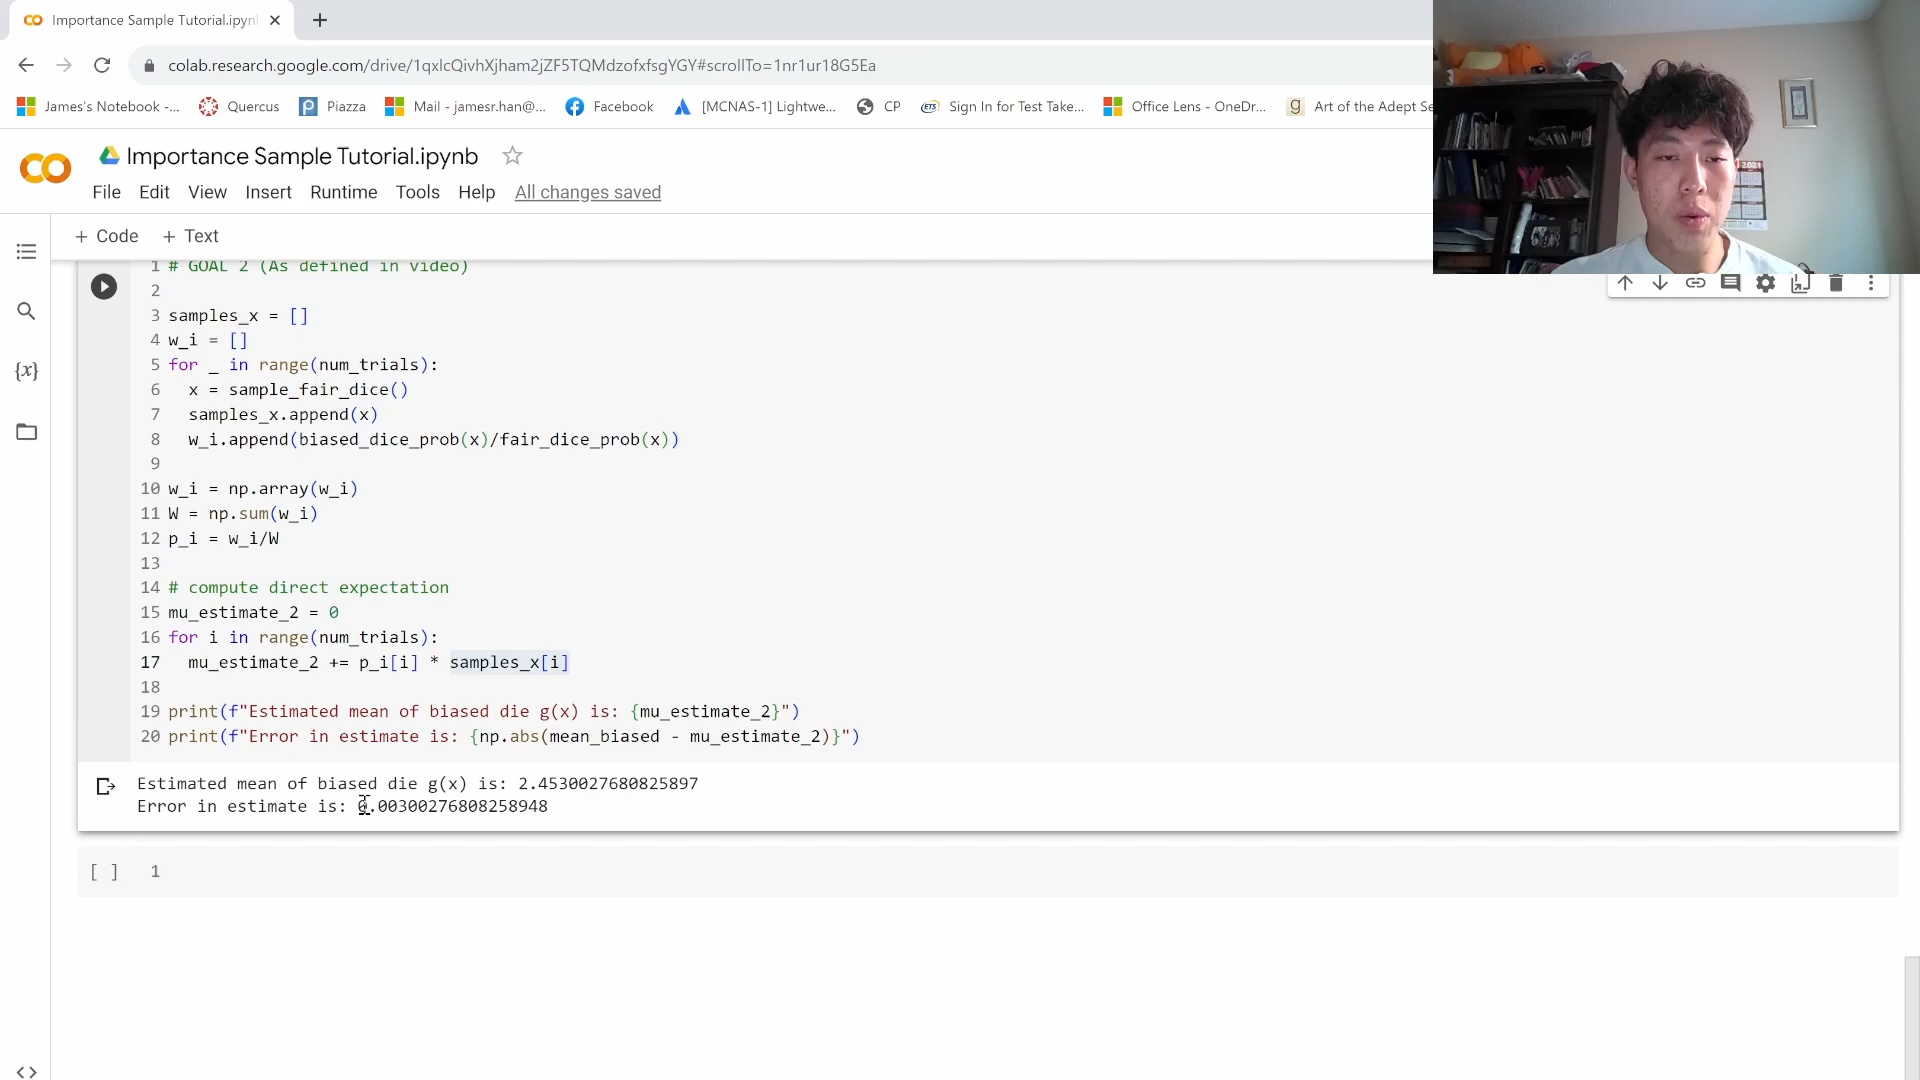 Importance Sample Tutorial.ipyn
colab.research.google.com/drive/1qxlcQivhXjham2jZF5TQMdzofxfsgYGY#scrollTo=1nr1ur18G5Ea
James's Notebook -... Quercus Piazza Mail - jamesr.han@... Facebook [MCNAS-1] Lightwe... CP Sign In for Test Take... Office Lens - OneDr... Art of the Adept Se
Importance Sample Tutorial.ipynb
File Edit View Insert Runtime Tools Help All changes saved
+ Code + Text
1 # GOAL 2 (As defined in video)
2
3 samples_x = []
4 w_i = []
5 for _ in range(num_trials):
6 x = sample_fair_dice()
7 samples_x.append(x)
8 w_i.append(biased_dice_prob(x)/fair_dice_prob(x))
9
10 w_i = np.array(w_i)
11 W = np.sum(w_i)
12 p_i = w_i/W
13
14 # compute direct expectation
15 mu_estimate_2 = 0
16 for i in range(num_trials):
17 mu_estimate_2 += p_i[i] * samples_x[i]
18
19 print(f"Estimated mean of biased die g(x) is: {mu_estimate_2}")
20 print(f"Error in estimate is: {np.abs(mean_biased - mu_estimate_2)}")
Estimated mean of biased die g(x) is: 2.4530027680825897
Error in estimate is: 0.00300276808258948
[ ] 1
2021